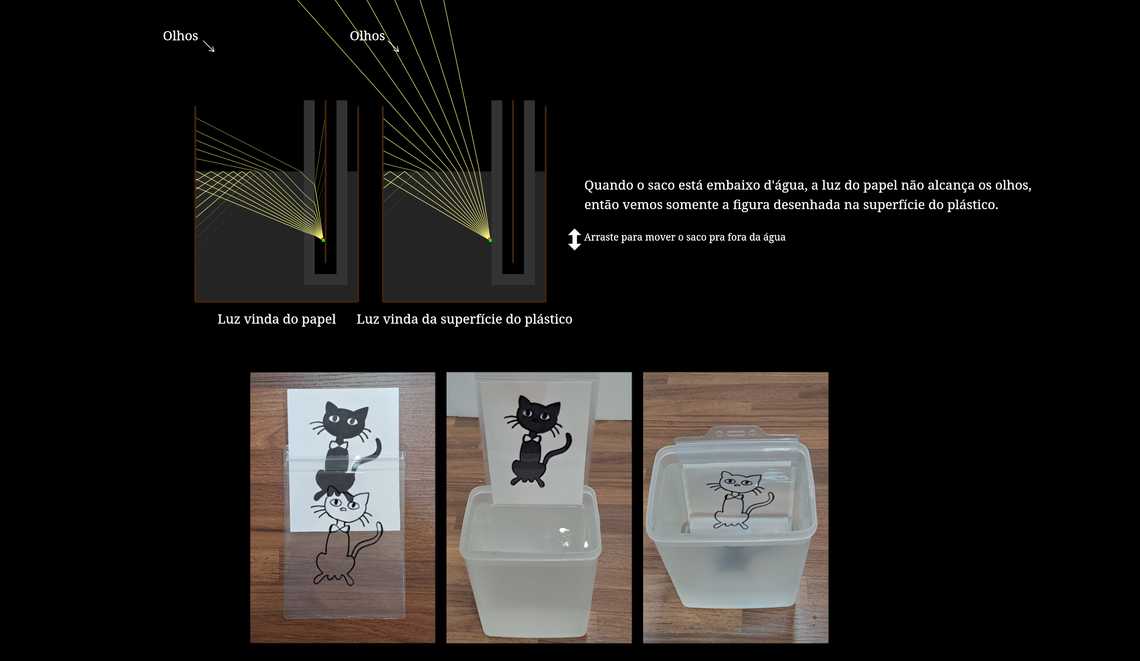 Olhos
Olhos
Quando o saco está embaixo d'água, a luz do papel não alcança os olhos,
então vemos somente a figura desenhada na superfície do plástico.
Arraste para mover o saco pra fora da água
Luz vinda do papel
Luz vinda da superfície do plástico